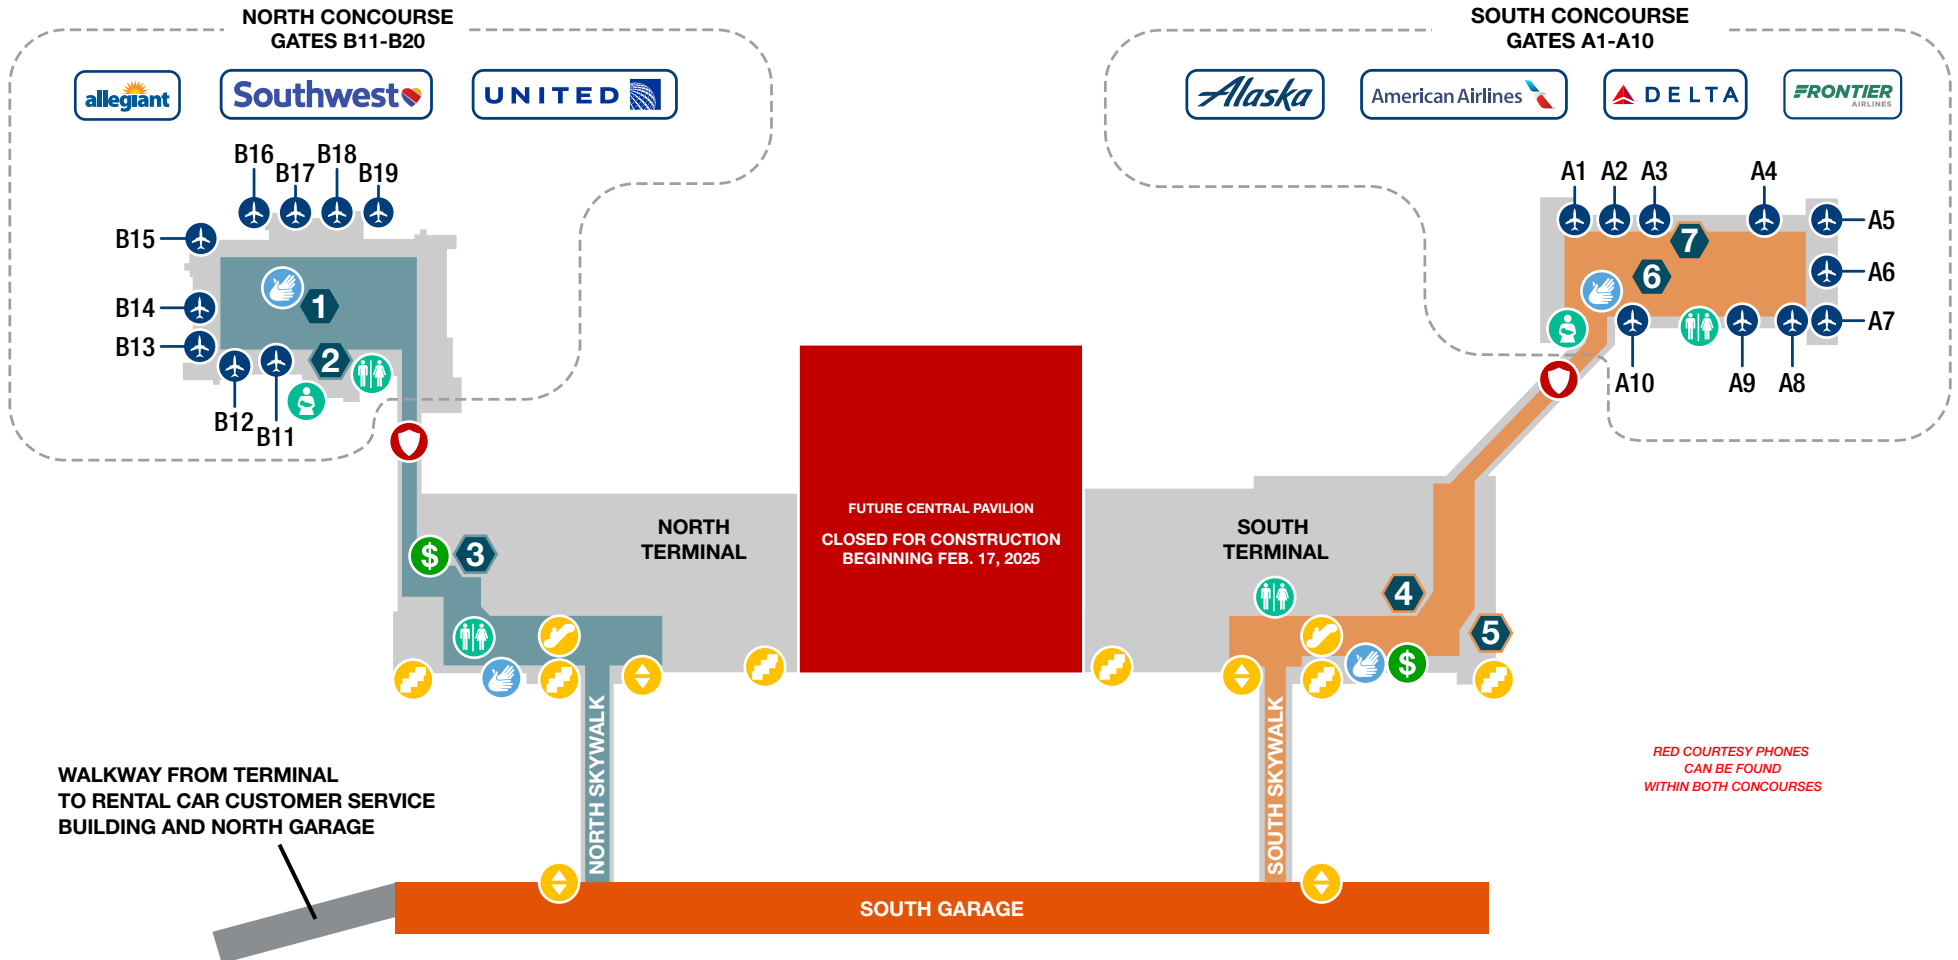 NORTH CONCOURSE
GATES B11-B20
allegiant
Southwest
UNITED
SOUTH CONCOURSE
GATES A1-A10
Alaska
American Airlines
DELTA
FRONTIER
AIRLINES
B16
B17
B18
B19
B15
B14
B13
B12
B11
1
2
A1
A2
A3
A4
A5
A6
A7
A8
A9
A10
7
6
FUTURE CENTRAL PAVILION
CLOSED FOR CONSTRUCTION
BEGINNING FEB. 17, 2025
NORTH
TERMINAL
SOUTH
TERMINAL
$
3
4
5
$
NORTH SKYWALK
SOUTH SKYWALK
RED COURTESY PHONES
CAN BE FOUND
WITHIN BOTH CONCOURSES
WALKWAY FROM TERMINAL
TO RENTAL CAR CUSTOMER SERVICE
BUILDING AND NORTH GARAGE
SOUTH GARAGE